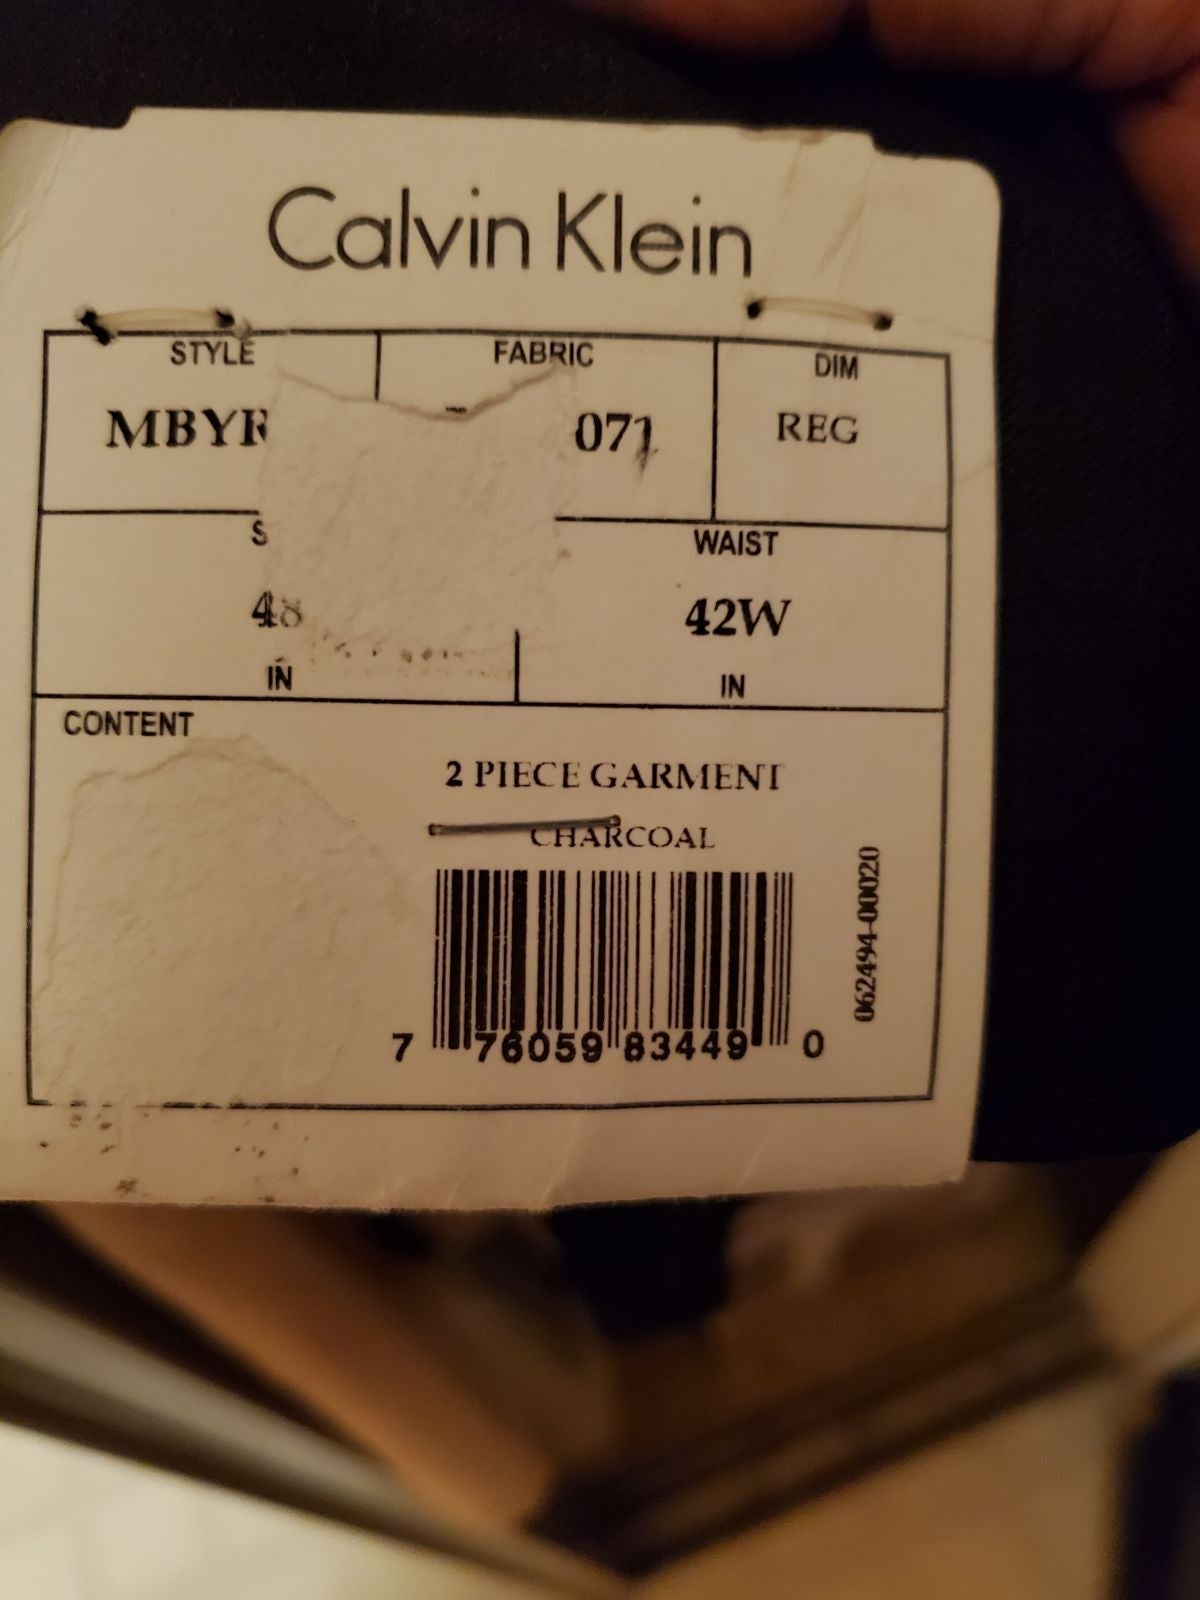 Calvin Klein
STYLE FABRIC DIM
071 REG
WAIST
48 42W
IN IN
CONTENT
2 PIECE GARMENT
CHARCOAL
062494-00020
7 76059 83449 0